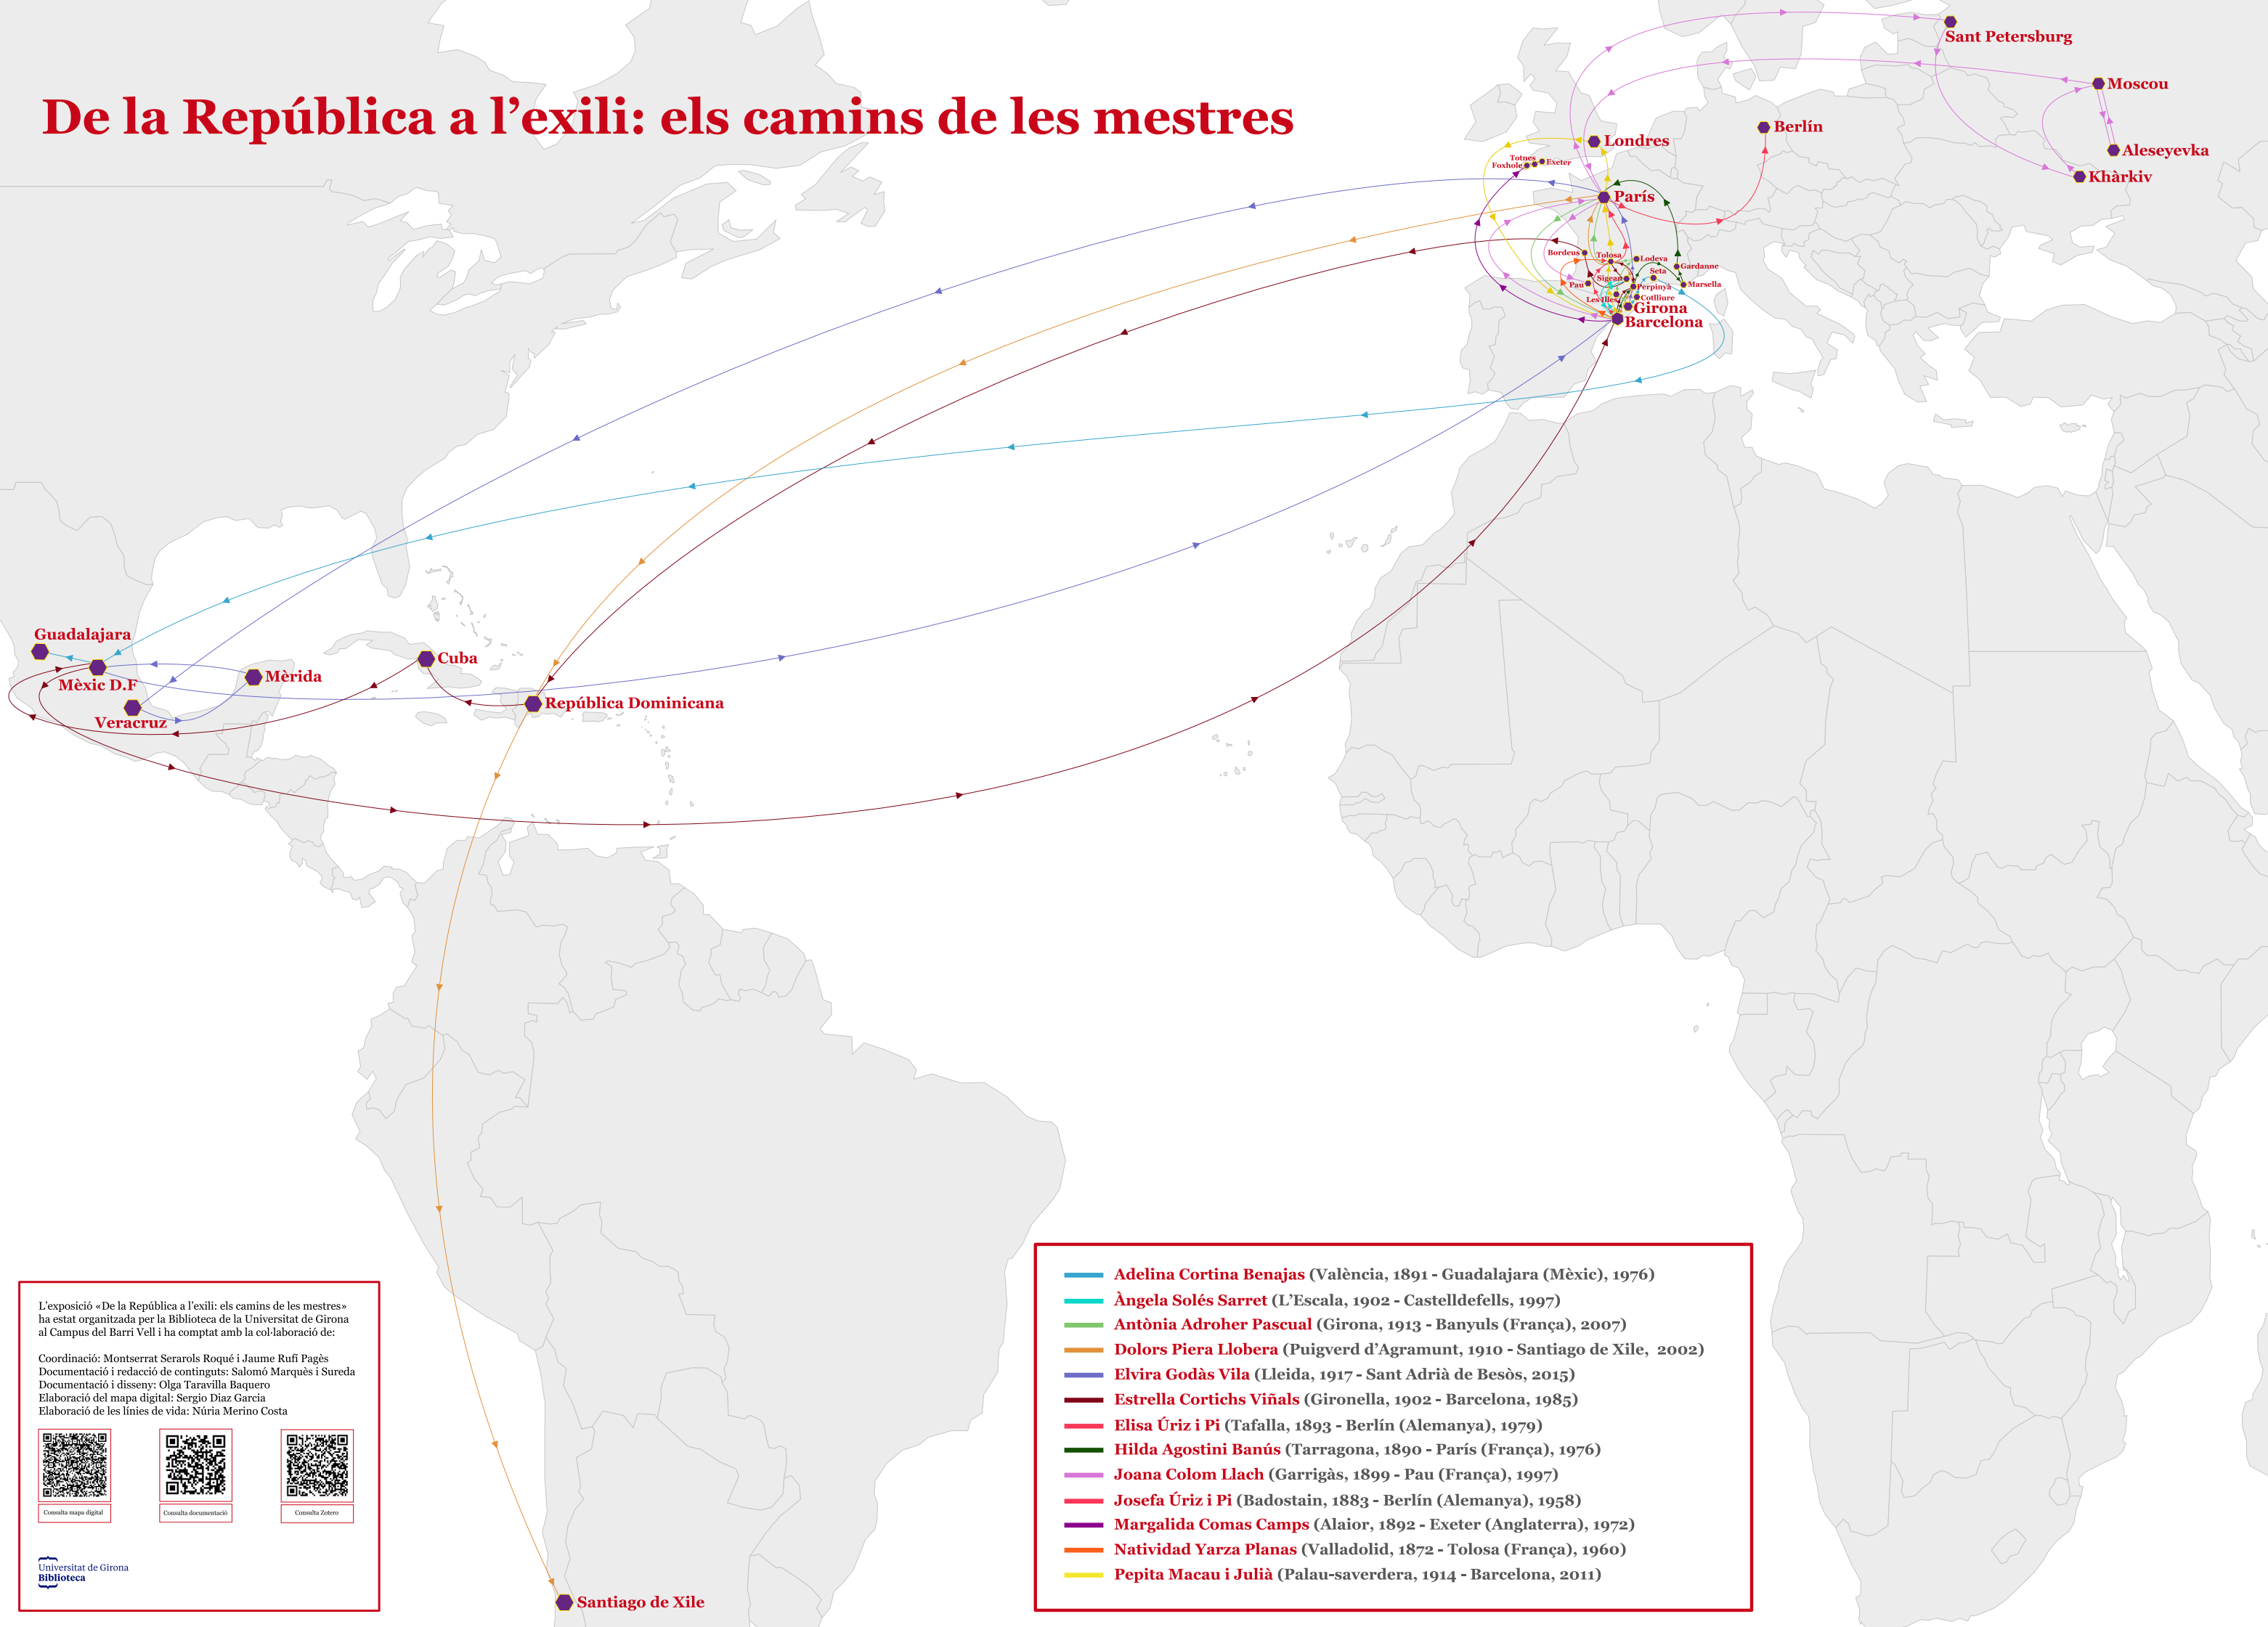 De la República a l’exili: els camins de les mestres
Sant Petersburg
Moscou
Berlín
Londres
Aleseyevka
Totnes
Exeter
Foxhole
Khàrkiv
París
Bordeus
Tolosa
Lodeva
Gardanne
Seta
Sigean
Pau
Perpinyà
Marsella
Les Illes
Cotlliure
Girona
Barcelona
Guadalajara
Mèxic D.F
Cuba
Mèrida
República Dominicana
Veracruz
Santiago de Xile
Adelina Cortina Benajas (València, 1891 - Guadalajara (Mèxic), 1976)
Àngela Solés Sarret (L’Escala, 1902 - Castelldefells, 1997)
Antònia Adroher Pascual (Girona, 1913 - Banyuls (França), 2007)
Dolors Piera Llobera (Puigverd d’Agramunt, 1910 - Santiago de Xile, 2002)
Elvira Godàs Vila (Lleida, 1917 - Sant Adrià de Besòs, 2015)
Estrella Cortichs Viñals (Gironella, 1902 - Barcelona, 1985)
Elisa Úriz i Pi (Tafalla, 1893 - Berlín (Alemanya), 1979)
Hilda Agostini Banús (Tarragona, 1890 - París (França), 1976)
Joana Colom Llach (Garrigàs, 1899 - Pau (França), 1997)
Josefa Úriz i Pi (Badostain, 1883 - Berlín (Alemanya), 1958)
Margalida Comas Camps (Alaior, 1892 - Exeter (Anglaterra), 1972)
Natividad Yarza Planas (Valladolid, 1872 - Tolosa (França), 1960)
Pepita Macau i Julià (Palau-saverdera, 1914 - Barcelona, 2011)
L’exposició «De la República a l’exili: els camins de les mestres»
ha estat organitzada per la Biblioteca de la Universitat de Girona
al Campus del Barri Vell i ha comptat amb la col·laboració de:
Coordinació: Montserrat Serarols Roqué i Jaume Rufí Pagès
Documentació i redacció de continguts: Salomó Marquès i Sureda
Documentació i disseny: Olga Taravilla Baquero
Elaboració del mapa digital: Sergio Diaz Garcia
Elaboració de les línies de vida: Núria Merino Costa
Consulta mapa digital
Consulta documentació
Consulta Zotero
Universitat de Girona
Biblioteca